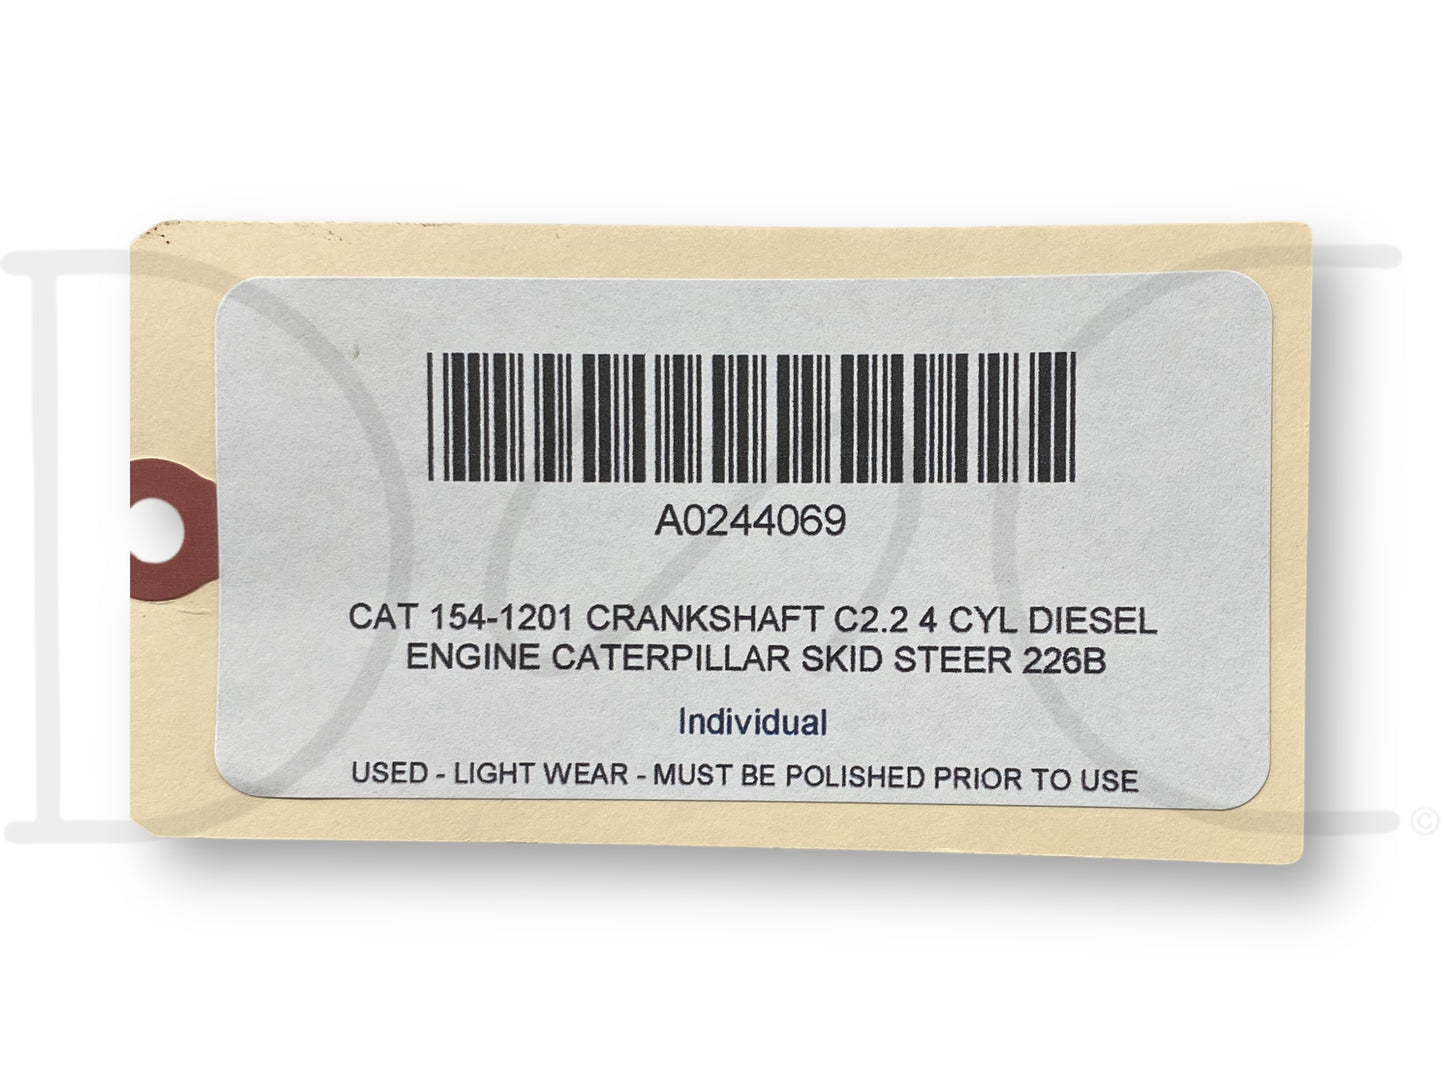 A0244069
CAT 154-1201 CRANKSHAFT C2.2 4 CYL DIESEL
ENGINE CATERPILLAR SKID STEER 226B
Individual
USED - LIGHT WEAR - MUST BE POLISHED PRIOR TO USE
©